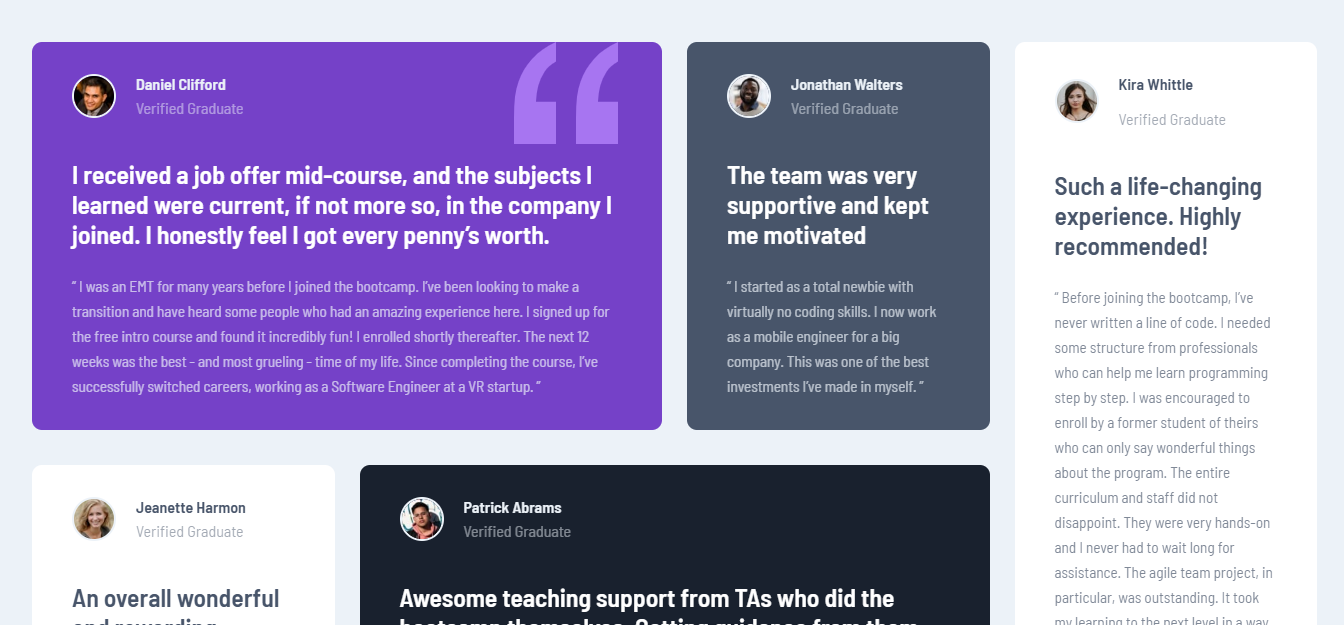 Daniel Clifford
Verified Graduate
I received a job offer mid-course, and the subjects I
learned were current, if not more so, in the company I
joined. I honestly feel I got every penny’s worth.
“ I was an EMT for many years before I joined the bootcamp. I’ve been looking to make a
transition and have heard some people who had an amazing experience here. I signed up for
the free intro course and found it incredibly fun! I enrolled shortly thereafter. The next 12
weeks was the best - and most grueling - time of my life. Since completing the course, I’ve
successfully switched careers, working as a Software Engineer at a VR startup. ”
Jonathan Walters
Verified Graduate
The team was very
supportive and kept
me motivated
“ I started as a total newbie with
virtually no coding skills. I now work
as a mobile engineer for a big
company. This was one of the best
investments I’ve made in myself. ”
Kira Whittle
Verified Graduate
Such a life-changing
experience. Highly
recommended!
“ Before joining the bootcamp, I’ve
never written a line of code. I needed
some structure from professionals
who can help me learn programming
step by step. I was encouraged to
enroll by a former student of theirs
who can only say wonderful things
about the program. The entire
curriculum and staff did not
disappoint. They were very hands-on
and I never had to wait long for
assistance. The agile team project, in
particular, was outstanding. It took
my learning to the next level in a way
Jeanette Harmon
Verified Graduate
An overall wonderful
and rewarding
Patrick Abrams
Verified Graduate
Awesome teaching support from TAs who did the
bootcamp themselves. Getting guidance from them